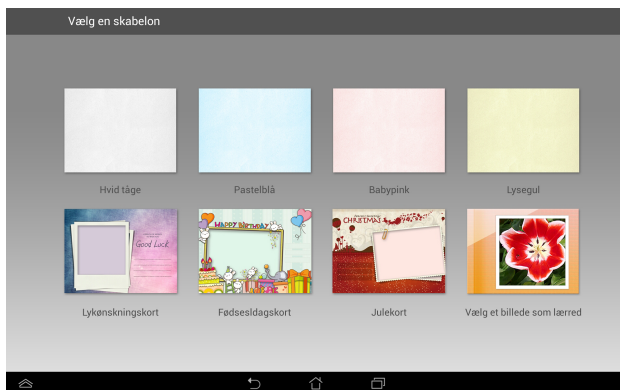 Vælg en skabelon
Hvid tåge
Pastelblå
Babypink
Lysegul
Good Luck
HAPPY BIRTHDAY
CHRISTMAS
Lykønskningskort
Fødsesldagskort
Julekort
Vælg et billede som lærred